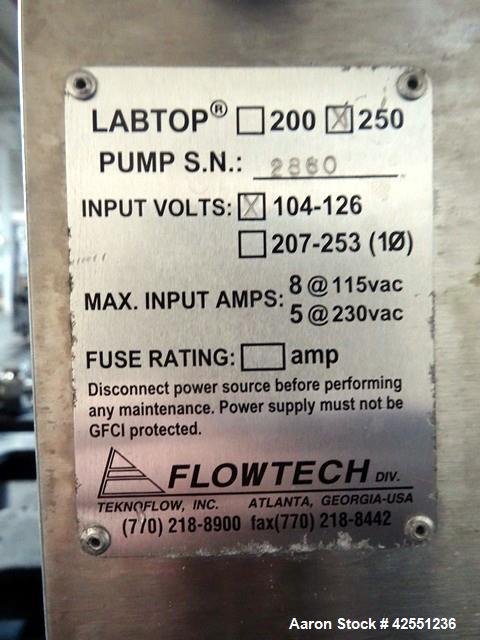 LABTOP® ☐ 200 ☒ 250
PUMP S.N.: 2860
INPUT VOLTS: ☒ 104-126
☐ 207-253 (1Ø)
MAX. INPUT AMPS: 8 @ 115vac
5 @ 230vac
FUSE RATING: ☐ amp
Disconnect power source before performing
any maintenance. Power supply must not be
GFCI protected.
FLOWTECH DIV.
TEKNOFLOW, INC. ATLANTA, GEORGIA-USA
(770) 218-8900 fax(770) 218-8442
Aaron Stock # 42551236